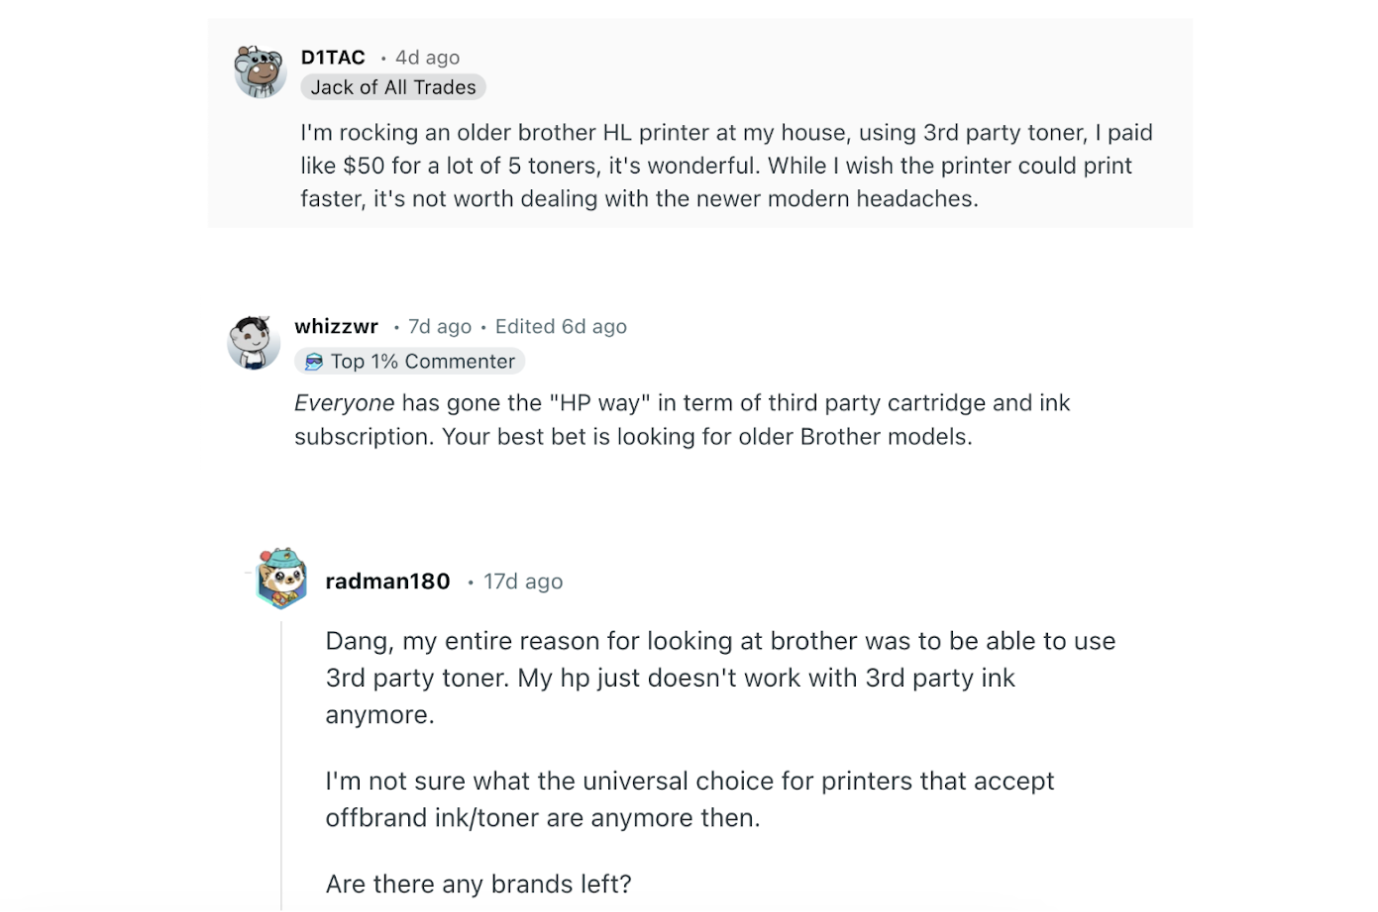 D1TAC • 4d ago
Jack of All Trades
I'm rocking an older brother HL printer at my house, using 3rd party toner, I paid
like $50 for a lot of 5 toners, it's wonderful. While I wish the printer could print
faster, it's not worth dealing with the newer modern headaches.
whizzwr • 7d ago • Edited 6d ago
Top 1% Commenter
Everyone has gone the "HP way" in term of third party cartridge and ink
subscription. Your best bet is looking for older Brother models.
radman180 • 17d ago
Dang, my entire reason for looking at brother was to be able to use
3rd party toner. My hp just doesn't work with 3rd party ink
anymore.
I'm not sure what the universal choice for printers that accept
offbrand ink/toner are anymore then.
Are there any brands left?